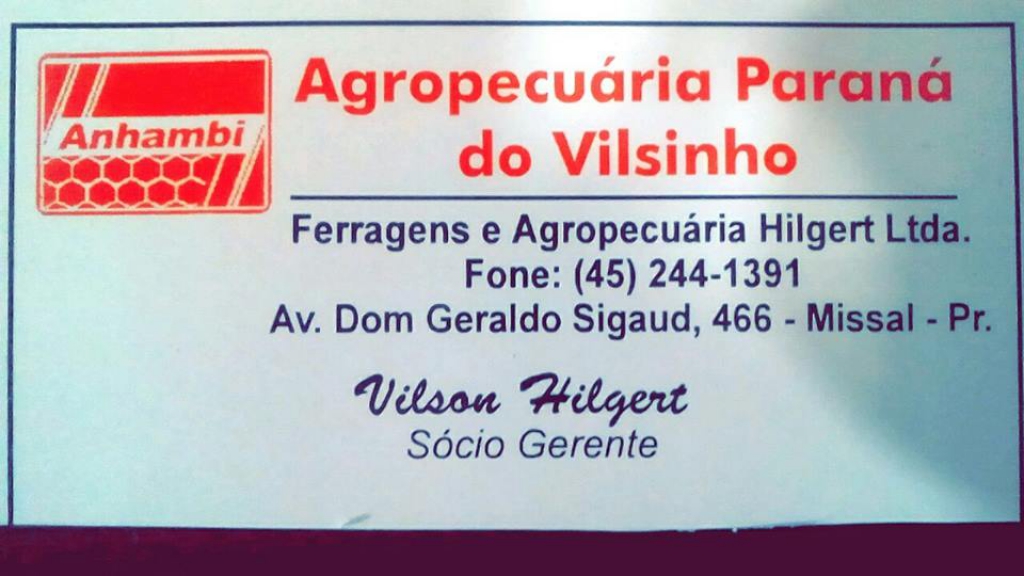 Anhambi
Agropecuária Paraná
do Vilsinho
Ferragens e Agropecuária Hilgert Ltda.
Fone: (45) 244-1391
Av. Dom Geraldo Sigaud, 466 - Missal - Pr.
Vilson Hilgert
Sócio Gerente